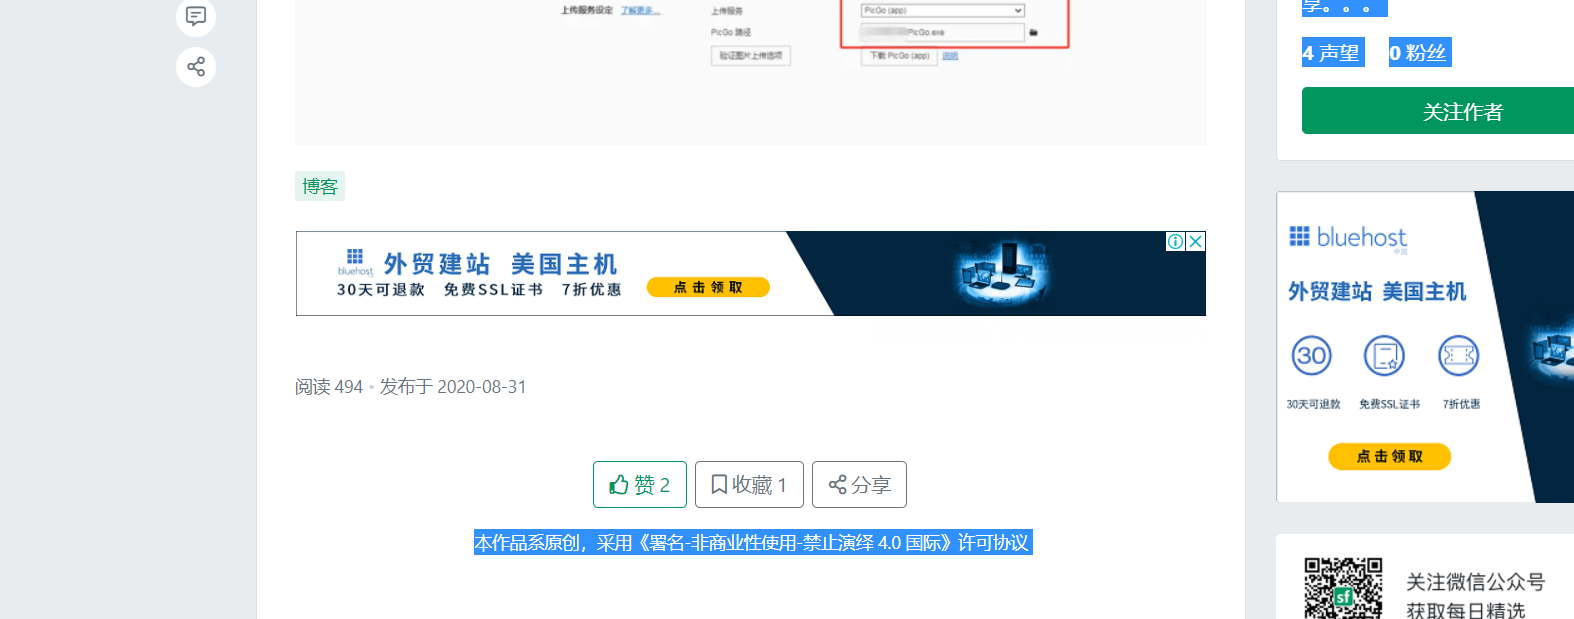 上传服务设定 了解更多...
上传服务
PicGo (app)
PicGo 路径
PicGo.exe
验证图片上传选项
下载 PicGo (app)
说明
博客
bluehost
外贸建站 美国主机
30天可退款 免费SSL证书 7折优惠
点击领取
阅读 494 • 发布于 2020-08-31
赞 2
收藏 1
分享
本作品系原创，采用《署名-非商业性使用-禁止演绎 4.0 国际》许可协议
享。。。
4 声望 0 粉丝
关注作者
bluehost
中国
外贸建站 美国主机
30
30天可退款 免费SSL证书 7折优惠
点击领取
sf
关注微信公众号
获取每日精选